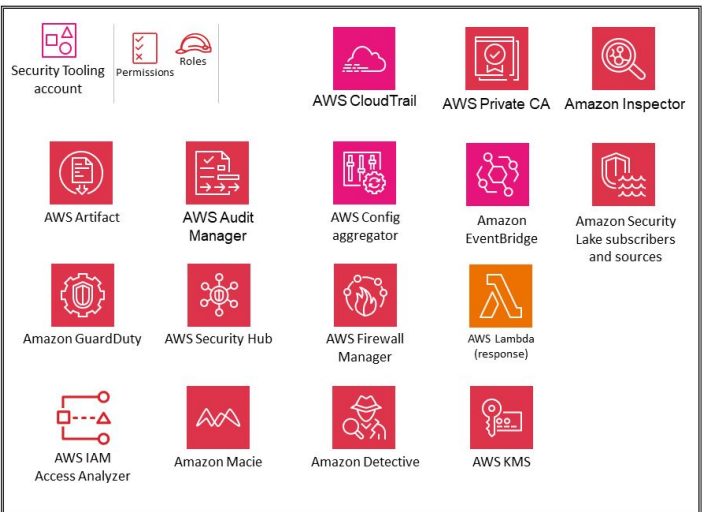 Security Tooling
account
Permissions
Roles
AWS CloudTrail
AWS Private CA
Amazon Inspector
AWS Artifact
AWS Audit
Manager
AWS Config
aggregator
Amazon
EventBridge
Amazon Security
Lake subscribers
and sources
Amazon GuardDuty
AWS Security Hub
AWS Firewall
Manager
AWS Lambda
(response)
AWS IAM
Access Analyzer
Amazon Macie
Amazon Detective
AWS KMS